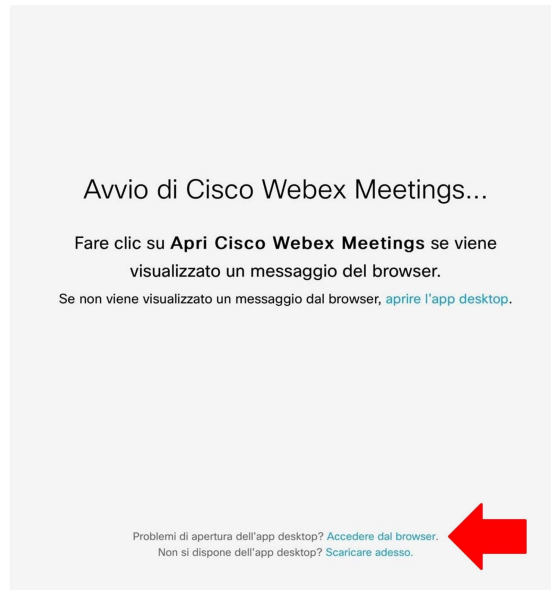 Avvio di Cisco Webex Meetings...
Fare clic su Apri Cisco Webex Meetings se viene
visualizzato un messaggio del browser.
Se non viene visualizzato un messaggio dal browser, aprire l'app desktop.
Problemi di apertura dell'app desktop? Accedere dal browser.
Non si dispone dell'app desktop? Scaricare adesso.